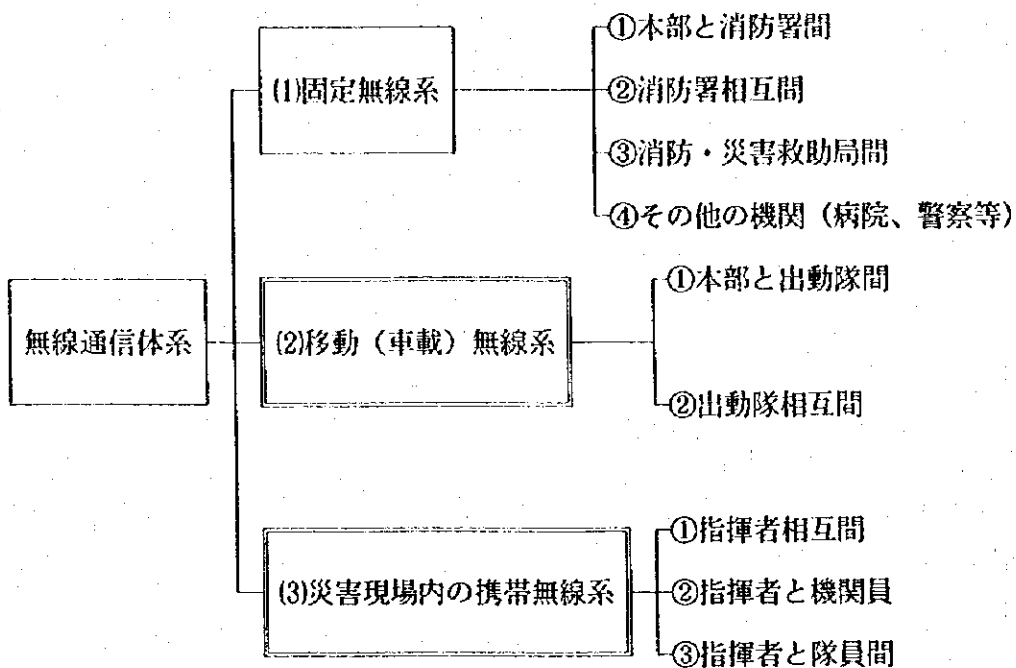 無線通信体系
(1)固定無線系
①本部と消防署間
②消防署相互間
③消防・災害救助局間
④その他の機関（病院、警察等）
(2)移動（車載）無線系
①本部と出動隊間
②出動隊相互間
(3)災害現場内の携帯無線系
①指揮者相互間
②指揮者と機関員
③指揮者と隊員間